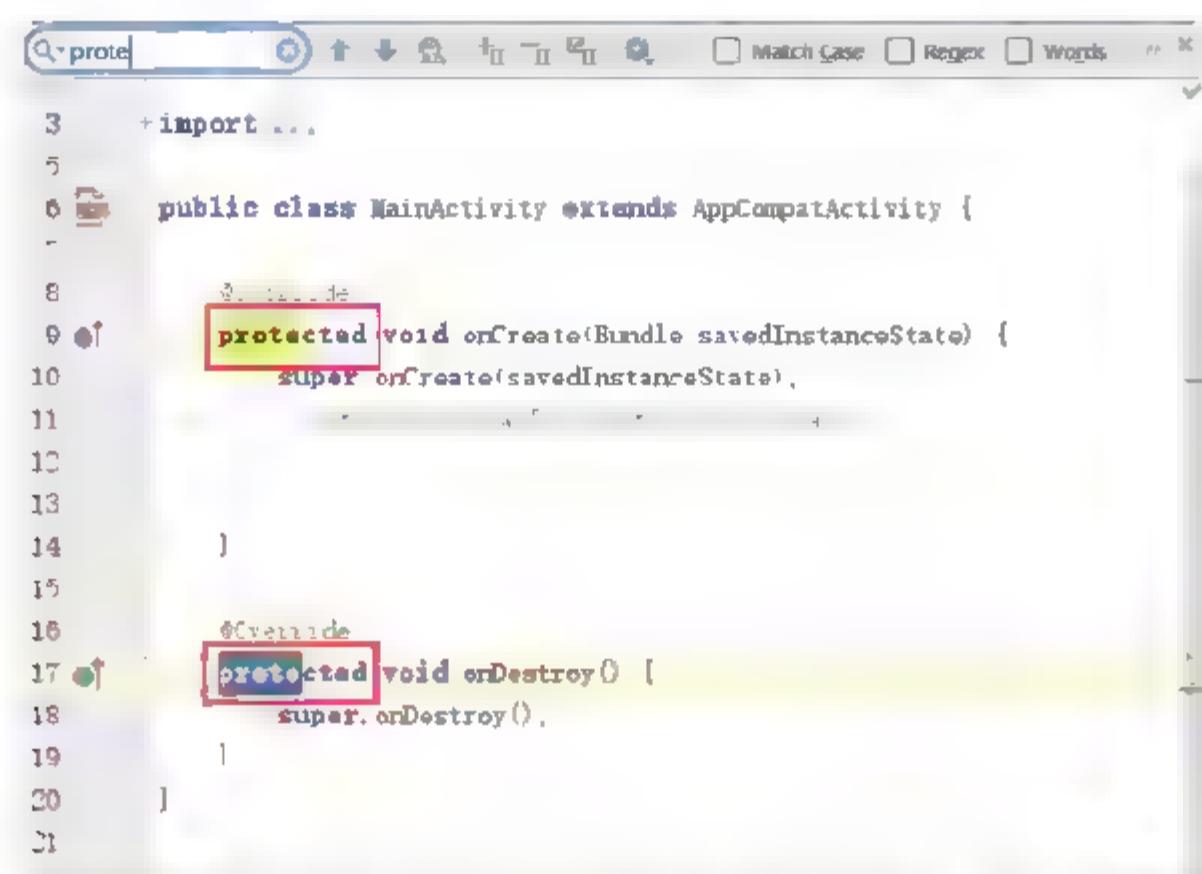 prote Match Case Regex Words
3 import ...
5
6 public class MainActivity extends AppCompatActivity {
8
9 protected void onCreate(Bundle savedInstanceState) {
10 super.onCreate(savedInstanceState);
11
12
13
14 }
15
16 @Override
17 protected void onDestroy() {
18 super.onDestroy();
19 }
20 }
21